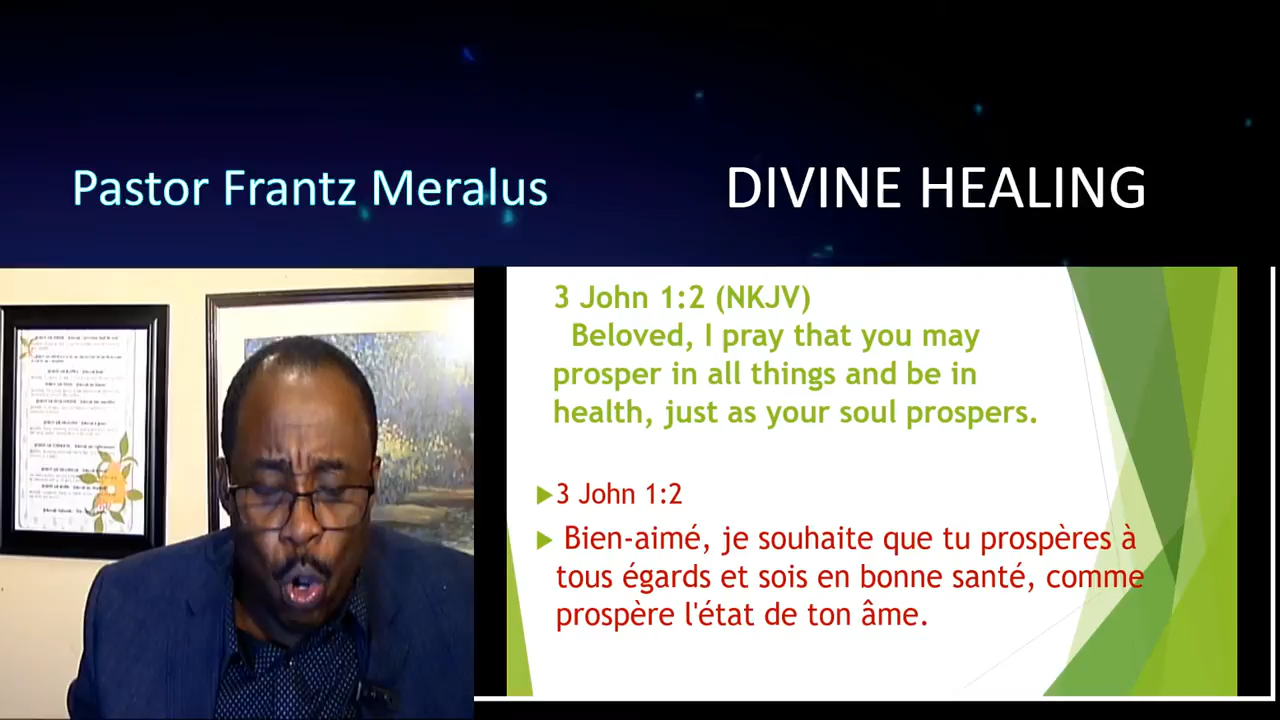 Pastor Frantz Meralus
DIVINE HEALING
3 John 1:2 (NKJV)
Beloved, I pray that you may
prosper in all things and be in
health, just as your soul prospers.
3 John 1:2
Bien-aimé, je souhaite que tu prospères à
tous égards et sois en bonne santé, comme
prospère l'état de ton âme.